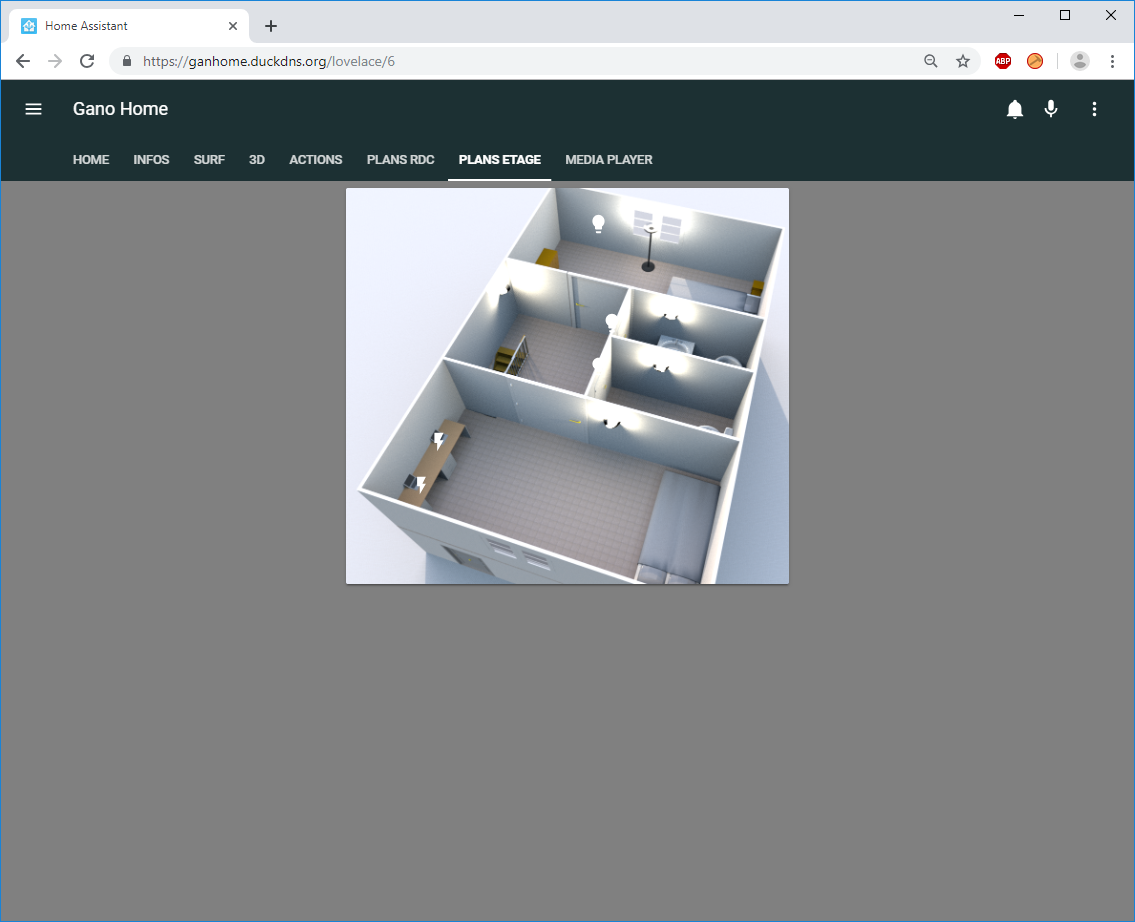 Home Assistant
https://ganhome.duckdns.org/lovelace/6
ABP
Gano Home
HOME INFOS SURF 3D ACTIONS PLANS RDC PLANS ETAGE MEDIA PLAYER